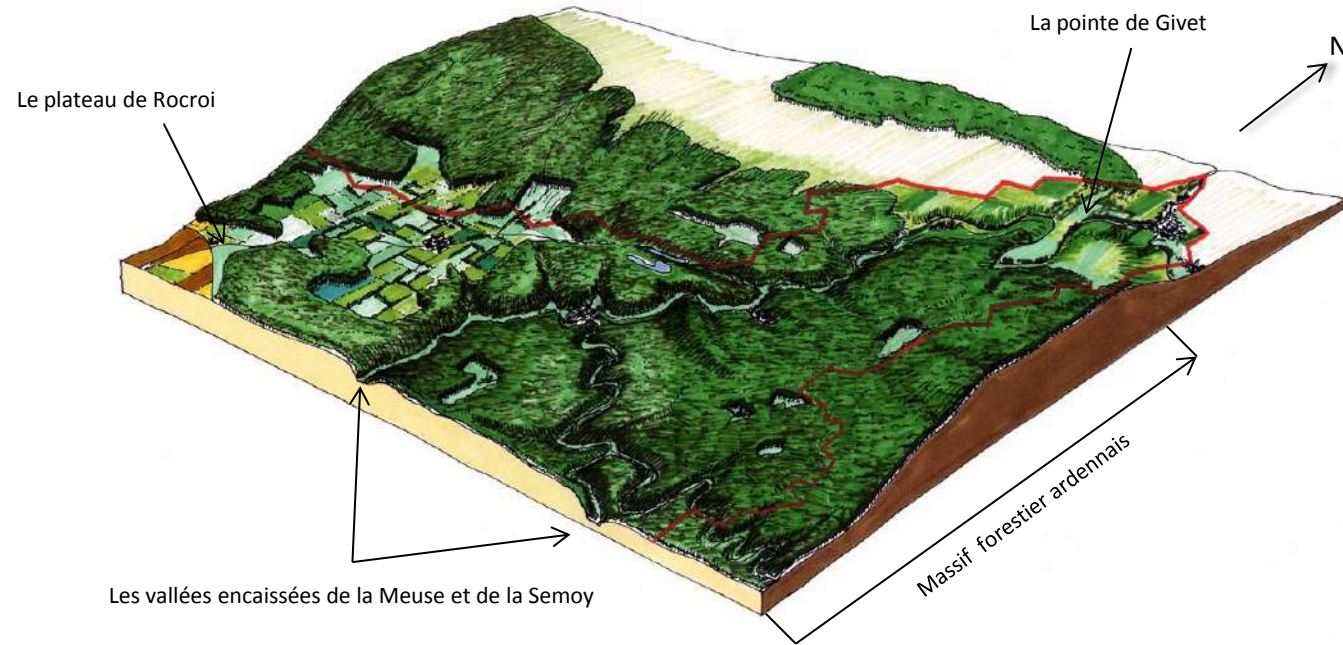 La pointe de Givet
N
Le plateau de Rocroi
Massif forestier ardennais
Les vallées encaissées de la Meuse et de la Semoy